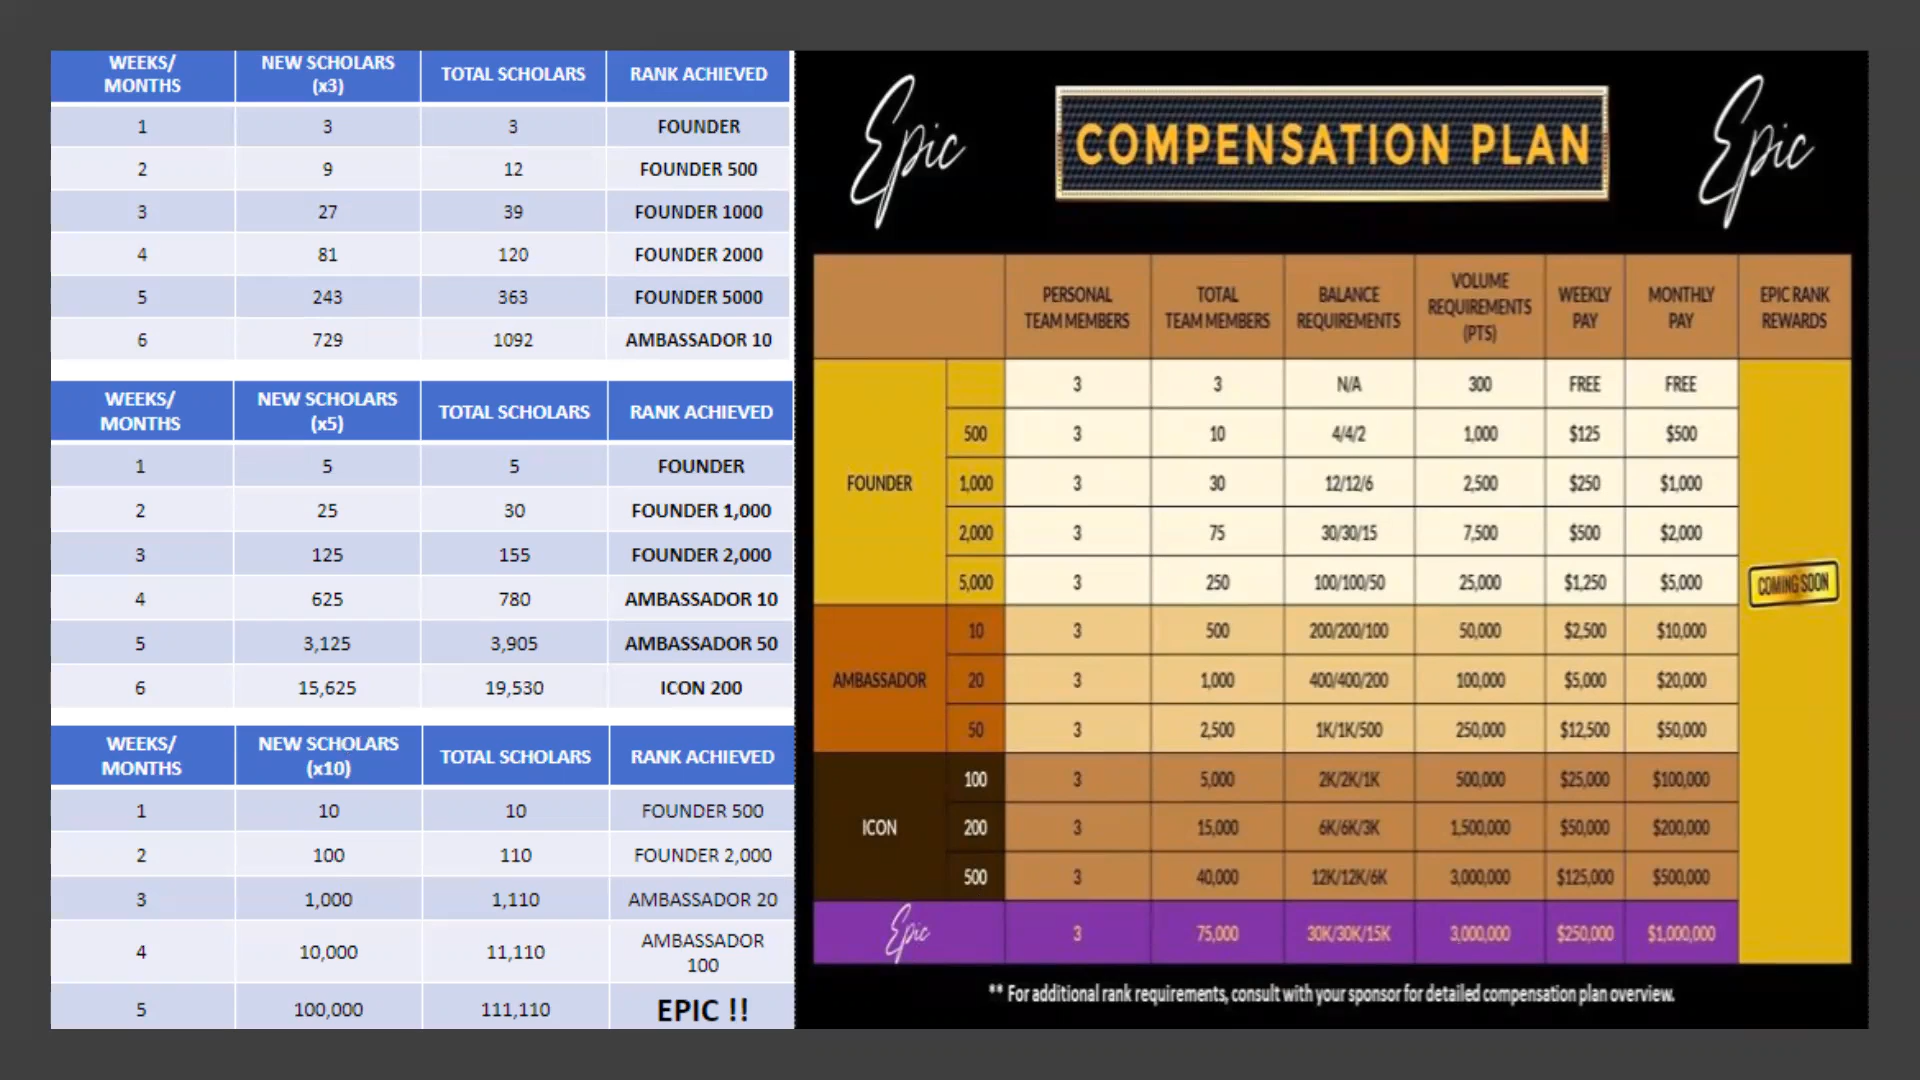 WEEKS/ MONTHS | NEW SCHOLARS (x3) | TOTAL SCHOLARS | RANK ACHIEVED
1 | 3 | 3 | FOUNDER
2 | 9 | 12 | FOUNDER 500
3 | 27 | 39 | FOUNDER 1000
4 | 81 | 120 | FOUNDER 2000
5 | 243 | 363 | FOUNDER 5000
6 | 729 | 1092 | AMBASSADOR 10
WEEKS/ MONTHS | NEW SCHOLARS (x5) | TOTAL SCHOLARS | RANK ACHIEVED
1 | 5 | 5 | FOUNDER
2 | 25 | 30 | FOUNDER 1,000
3 | 125 | 155 | FOUNDER 2,000
4 | 625 | 780 | AMBASSADOR 10
5 | 3,125 | 3,905 | AMBASSADOR 50
6 | 15,625 | 19,530 | ICON 200
WEEKS/ MONTHS | NEW SCHOLARS (x10) | TOTAL SCHOLARS | RANK ACHIEVED
1 | 10 | 10 | FOUNDER 500
2 | 100 | 110 | FOUNDER 2,000
3 | 1,000 | 1,110 | AMBASSADOR 20
4 | 10,000 | 11,110 | AMBASSADOR 100
5 | 100,000 | 111,110 | EPIC !!
Epic
COMPENSATION PLAN
Epic
PERSONAL TEAM MEMBERS | TOTAL TEAM MEMBERS | BALANCE REQUIREMENTS | VOLUME REQUIREMENTS (PTS) | WEEKLY PAY | MONTHLY PAY | EPIC RANK REWARDS
3 | 3 | N/A | 300 | FREE | FREE
500 | 3 | 10 | 4/4/2 | 1,000 | $125 | $500
FOUNDER | 1,000 | 3 | 30 | 12/12/6 | 2,500 | $250 | $1,000
2,000 | 3 | 75 | 30/30/15 | 7,500 | $500 | $2,000
5,000 | 3 | 250 | 100/100/50 | 25,000 | $1,250 | $5,000 | COMING SOON
10 | 3 | 500 | 200/200/100 | 50,000 | $2,500 | $10,000
AMBASSADOR | 20 | 3 | 1,000 | 400/400/200 | 100,000 | $5,000 | $20,000
50 | 3 | 2,500 | 1K/1K/500 | 250,000 | $12,500 | $50,000
100 | 3 | 5,000 | 2K/2K/1K | 500,000 | $25,000 | $100,000
ICON | 200 | 3 | 15,000 | 6K/6K/3K | 1,500,000 | $50,000 | $200,000
500 | 3 | 40,000 | 12K/12K/6K | 3,000,000 | $125,000 | $500,000
Epic | 3 | 75,000 | 30K/30K/15K | 3,000,000 | $250,000 | $1,000,000
** For additional rank requirements, consult with your sponsor for detailed compensation plan overview.